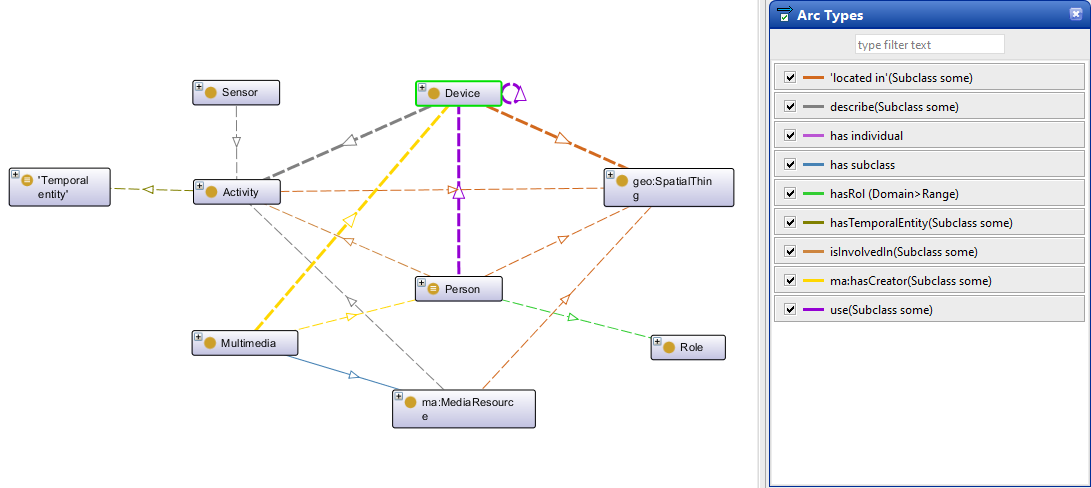 Sensor
Device
'Temporal
entity'
Activity
geo:SpatialThin
g
Person
Multimedia
Role
ma:MediaResourc
e
Arc Types
type filter text
'located in'(Subclass some)
describe(Subclass some)
has individual
has subclass
hasRol (Domain>Range)
hasTemporalEntity(Subclass some)
isInvolvedIn(Subclass some)
ma:hasCreator(Subclass some)
use(Subclass some)